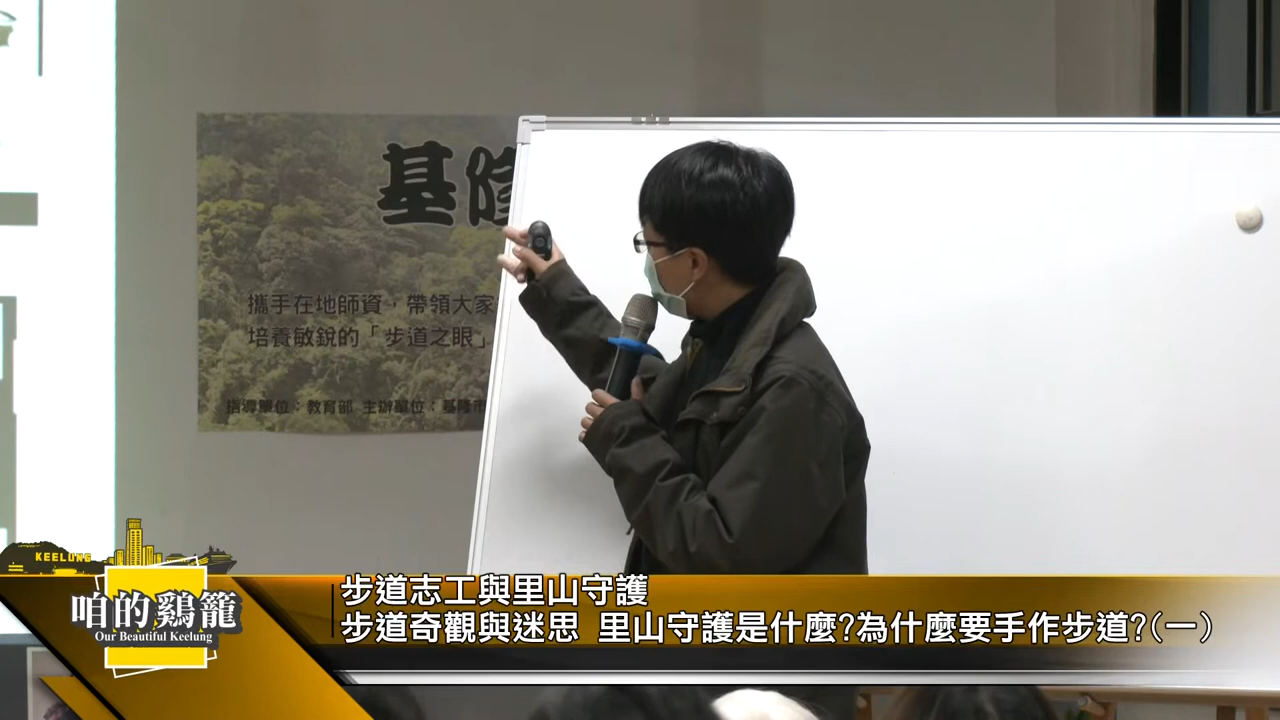 基隆
攜手在地師資，帶領大家
培養敏銳的「步道之眼」
指導單位：教育部 主辦單位：基隆市
KEELUNG
咱的鷄籠
Our Beautiful Keelung
步道志工與里山守護
步道奇觀與迷思 里山守護是什麼?為什麼要手作步道?(一)